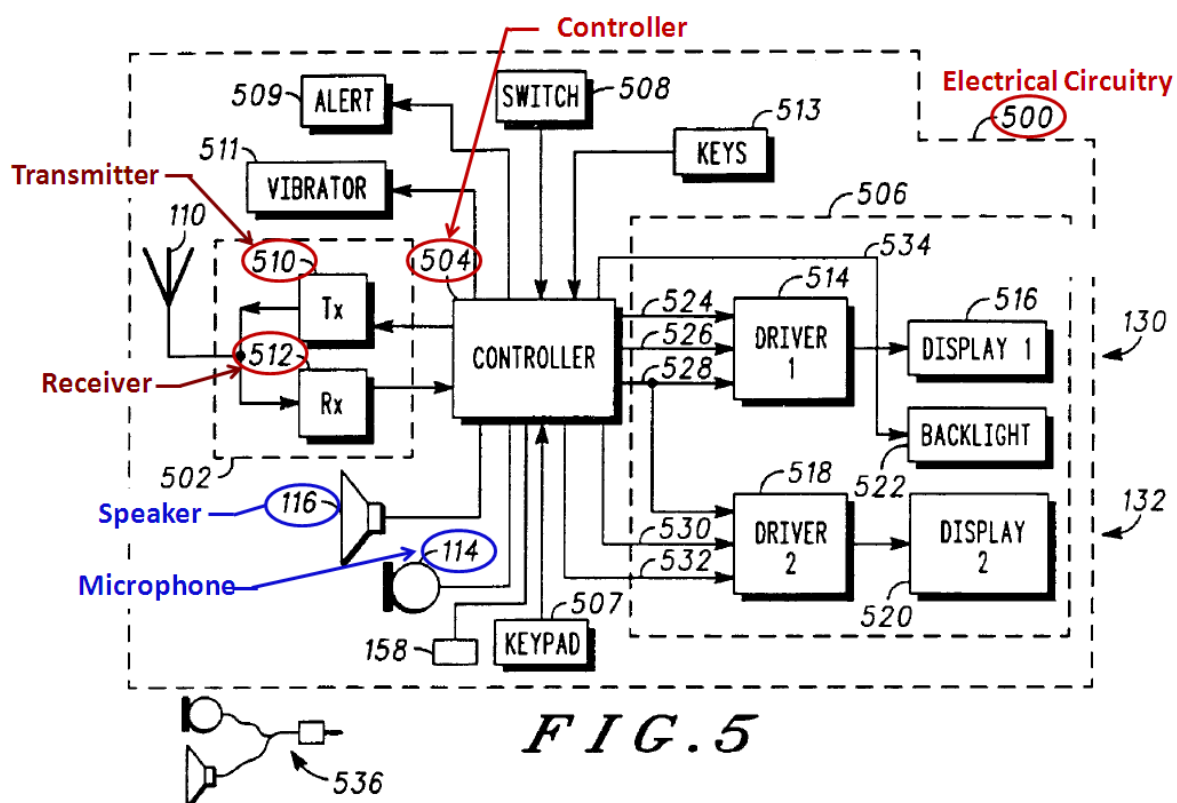 Controller
Electrical Circuitry
500
509
ALERT
SWITCH
508
513
KEYS
511
VIBRATOR
Transmitter
110
510
504
506
534
Tx
524
514
516
526
DRIVER
1
DISPLAY 1
130
512
CONTROLLER
528
Receiver
Rx
BACKLIGHT
502
518
522
Speaker
116
132
114
530
DRIVER
2
DISPLAY
2
Microphone
532
507
520
158
KEYPAD
536
FIG.5